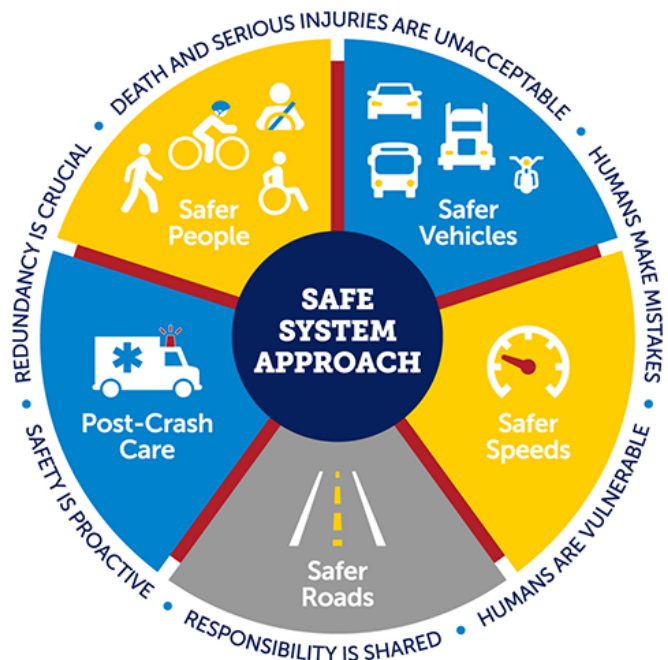 DEATH AND SERIOUS INJURIES ARE UNACCEPTABLE
HUMANS MAKE MISTAKES
HUMANS ARE VULNERABLE
RESPONSIBILITY IS SHARED
SAFETY IS PROACTIVE
REDUNDANCY IS CRUCIAL
Safer
People
Safer
Vehicles
Safer
Speeds
Safer
Roads
Post-Crash
Care
SAFE
SYSTEM
APPROACH